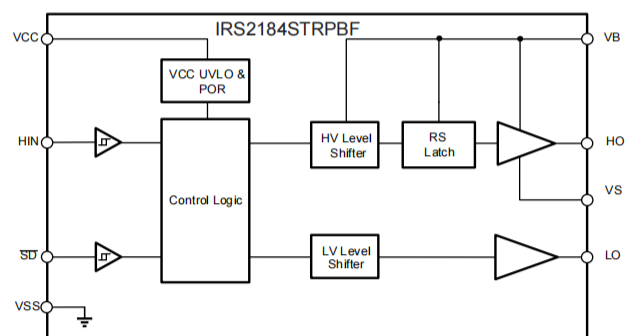 IRS2184STRPBF
VCC
VB
VCC UVLO &
POR
HIN
HV Level
Shifter
RS
Latch
HO
VS
Control Logic
SD
LV Level
Shifter
LO
VSS